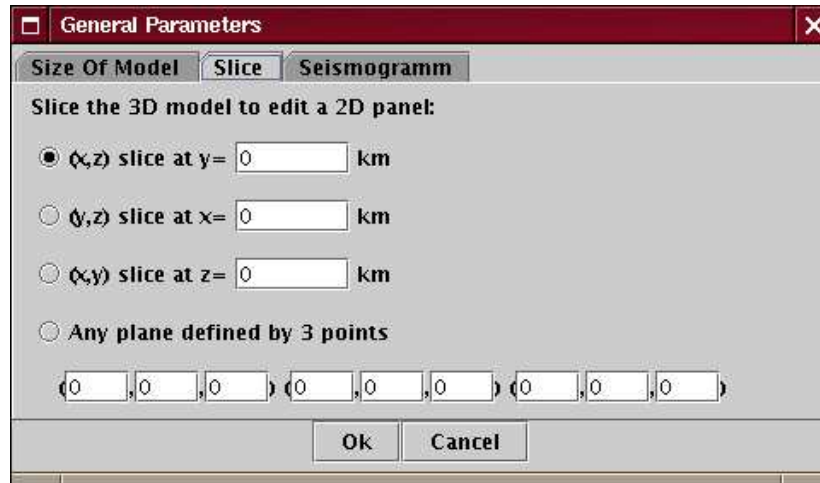 General Parameters
Size Of Model Slice Seismogramm
Slice the 3D model to edit a 2D panel:
(x,z) slice at y= 0 km
(y,z) slice at x= 0 km
(x,y) slice at z= 0 km
Any plane defined by 3 points
(0 ,0 ,0 ) (0 ,0 ,0 ) (0 ,0 ,0 )
Ok Cancel